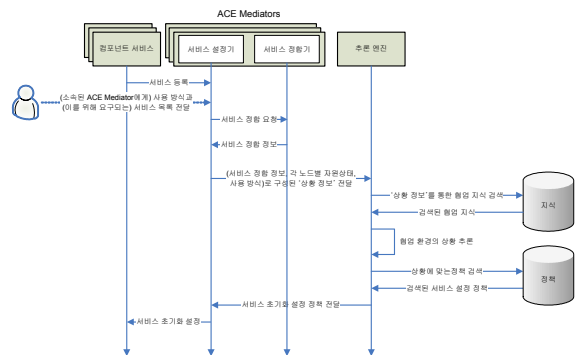 ACE Mediators
컴포넌트 서비스
서비스 설정기
서비스 정합기
추론 엔진
서비스 등록
(소속된 ACE Mediator에게) 사용 방식과
(이를 위해 요구되는) 서비스 목록 전달
서비스 정합 요청
서비스 정합 정보
(서비스 정합 정보, 각 노드별 자원상태,
사용 방식)로 구성된 '상황 정보' 전달
'상황 정보'를 통한 협업 지식 검색
검색된 협업 지식
지식
협업 환경의 상황 추론
상황에 맞는정책 검색
검색된 서비스 설정 정책
정책
서비스 초기화 설정 정책 전달
서비스 초기화 설정